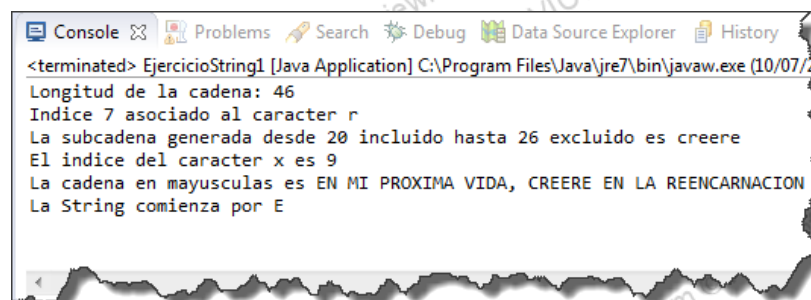 Console Problems Search Debug Data Source Explorer History
<terminated> EjercicioString1 [Java Application] C:\Program Files\Java\jre7\bin\javaw.exe (10/07/2
Longitud de la cadena: 46
Indice 7 asociado al caracter r
La subcadena generada desde 20 incluido hasta 26 excluido es creere
El indice del caracter x es 9
La cadena en mayusculas es EN MI PROXIMA VIDA, CREERE EN LA REENCARNACION
La String comienza por E